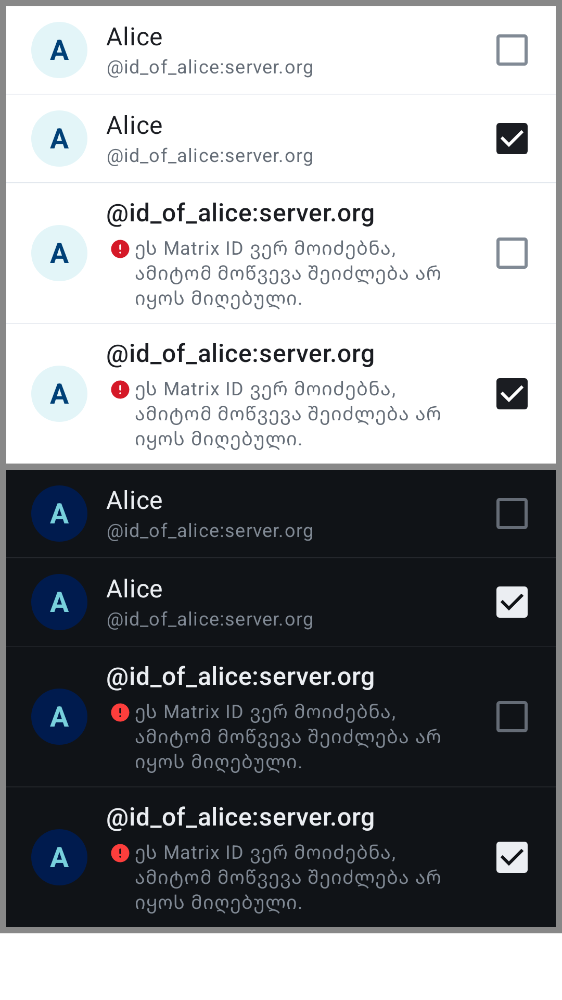 A
Alice
@id_of_alice:server.org
A
Alice
@id_of_alice:server.org
A
@id_of_alice:server.org
ეს Matrix ID ვერ მოიძებნა,
ამიტომ მოწვევა შეიძლება არ
იყოს მიღებული.
A
@id_of_alice:server.org
ეს Matrix ID ვერ მოიძებნა,
ამიტომ მოწვევა შეიძლება არ
იყოს მიღებული.
A
Alice
@id_of_alice:server.org
A
Alice
@id_of_alice:server.org
A
@id_of_alice:server.org
ეს Matrix ID ვერ მოიძებნა,
ამიტომ მოწვევა შეიძლება არ
იყოს მიღებული.
A
@id_of_alice:server.org
ეს Matrix ID ვერ მოიძებნა,
ამიტომ მოწვევა შეიძლება არ
იყოს მიღებული.